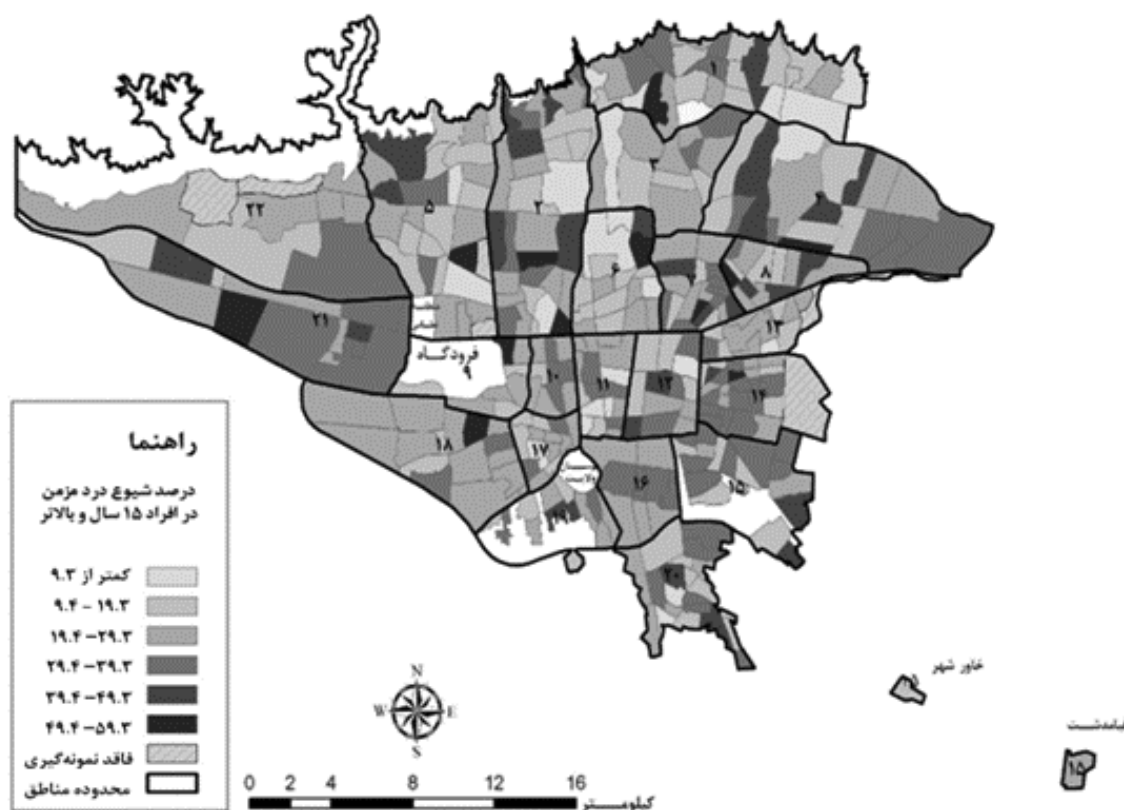 ۱
۳
۴
۲
۵
۲۲
۶
۷
۸
۲۱
۱۳
فرودگاه
۹
۱۰
۱۱
۱۲
۱۴
۱۸
۱۷
۱۶
۱۵
۱۹
۲۰
راهنما
درصد شیوع درد مزمن
در افراد ۱۵ سال و بالاتر
کمتر از ۹.۳
۹.۴ - ۱۹.۳
۱۹.۴-۲۹.۳
۲۹.۴-۳۹.۳
۳۹.۴-۴۹.۳
۴۹.۴-۵۹.۳
فاقد نمونه‌گیری
محدوده مناطق
N
W E
S
خاور شهر
۱۵
0 2 4 8 12 16
کیلومتر